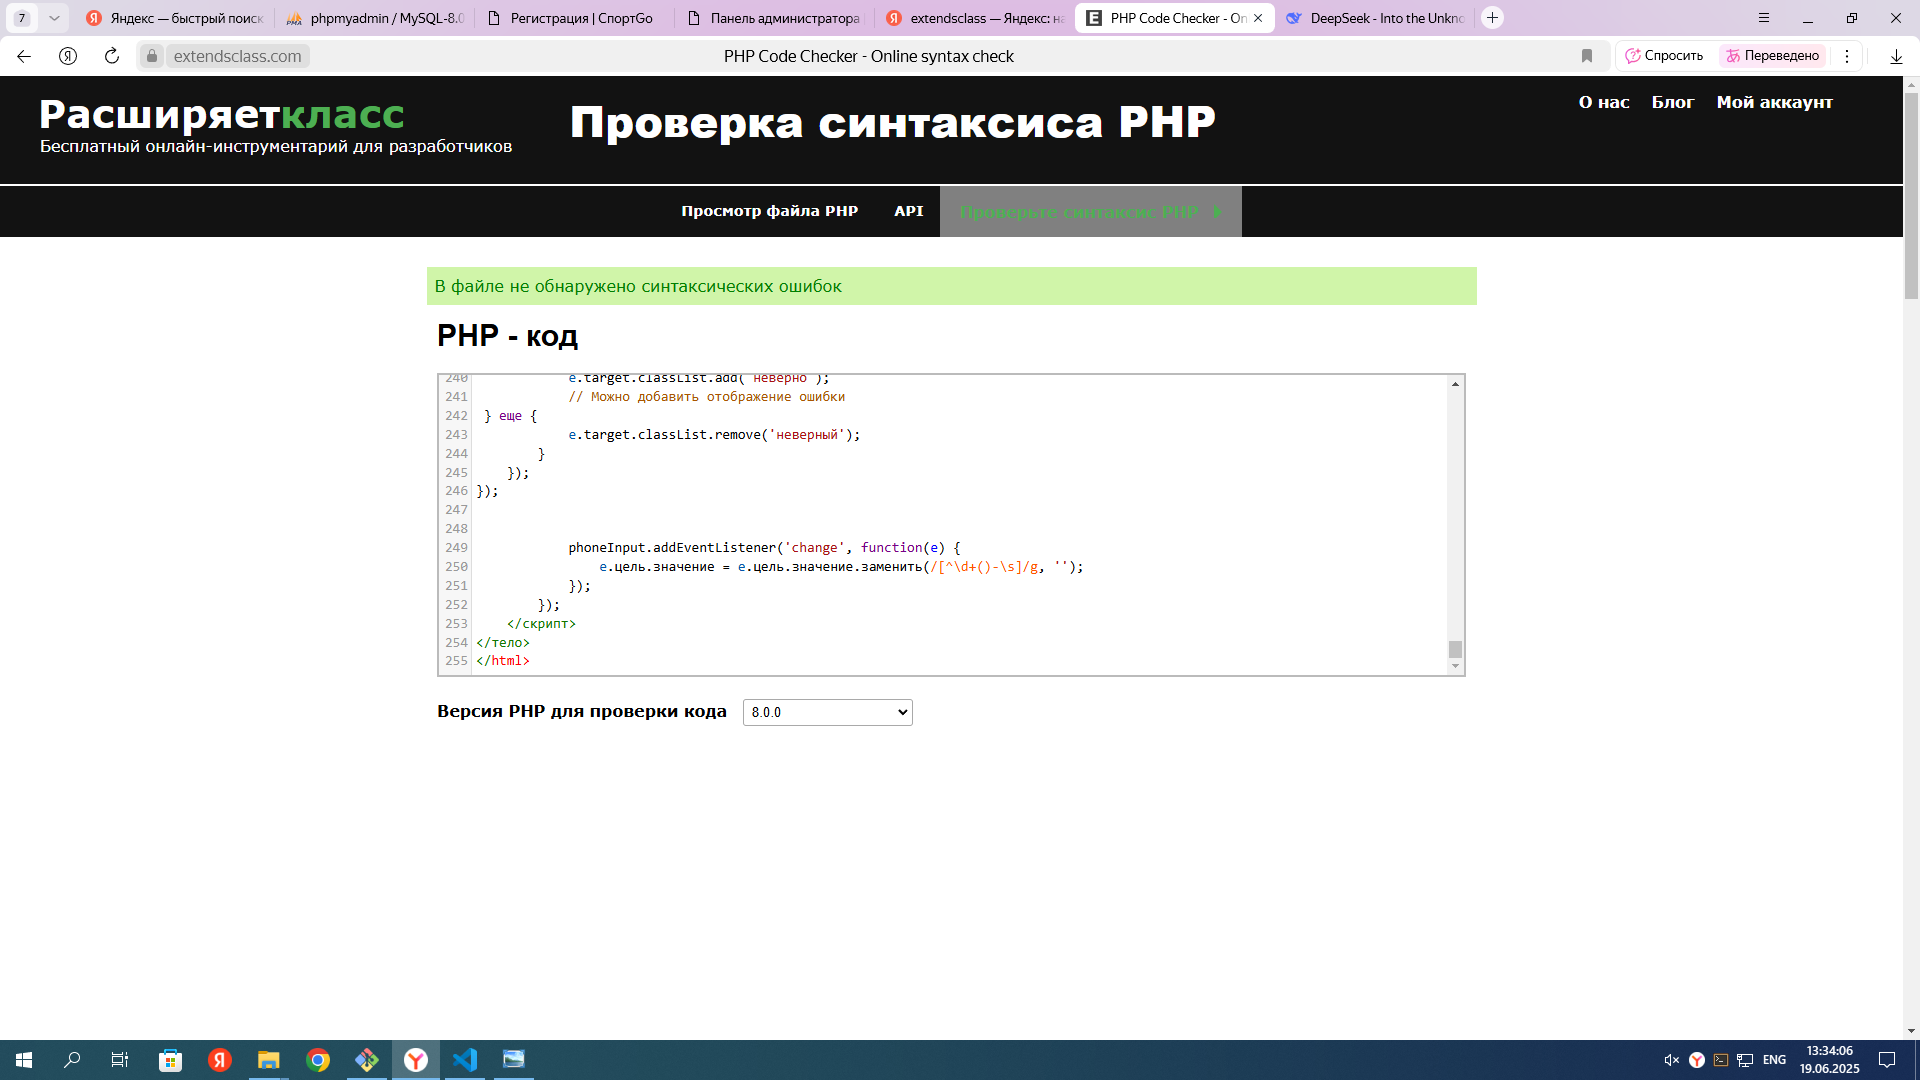 7
Яндекс — быстрый поиск
phpmyadmin / MySQL-8.0
Регистрация | СпортGo
Панель администратора
extendsclass — Яндекс: на
PHP Code Checker - On
DeepSeek - Into the Unkno
extendsclass.com
PHP Code Checker - Online syntax check
Спросить
Переведено
Расширяеткласс
Бесплатный онлайн-инструментарий для разработчиков
Проверка синтаксиса PHP
О нас
Блог
Мой аккаунт
Просмотр файла PHP
API
Проверьте синтаксис PHP
В файле не обнаружено синтаксических ошибок
PHP - код
240 e.target.classList.add('неверно');
241 // Можно добавить отображение ошибки
242 } еще {
243 e.target.classList.remove('неверный');
244 }
245 });
246 });
247
248
249 phoneInput.addEventListener('change', function(e) {
250 e.цель.значение = e.цель.значение.заменить(/[^\d+()-\s]/g, '');
251 });
252 });
253 </скрипт>
254 </тело>
255 </html>
Версия PHP для проверки кода
8.0.0
ENG
13:34:06
19.06.2025